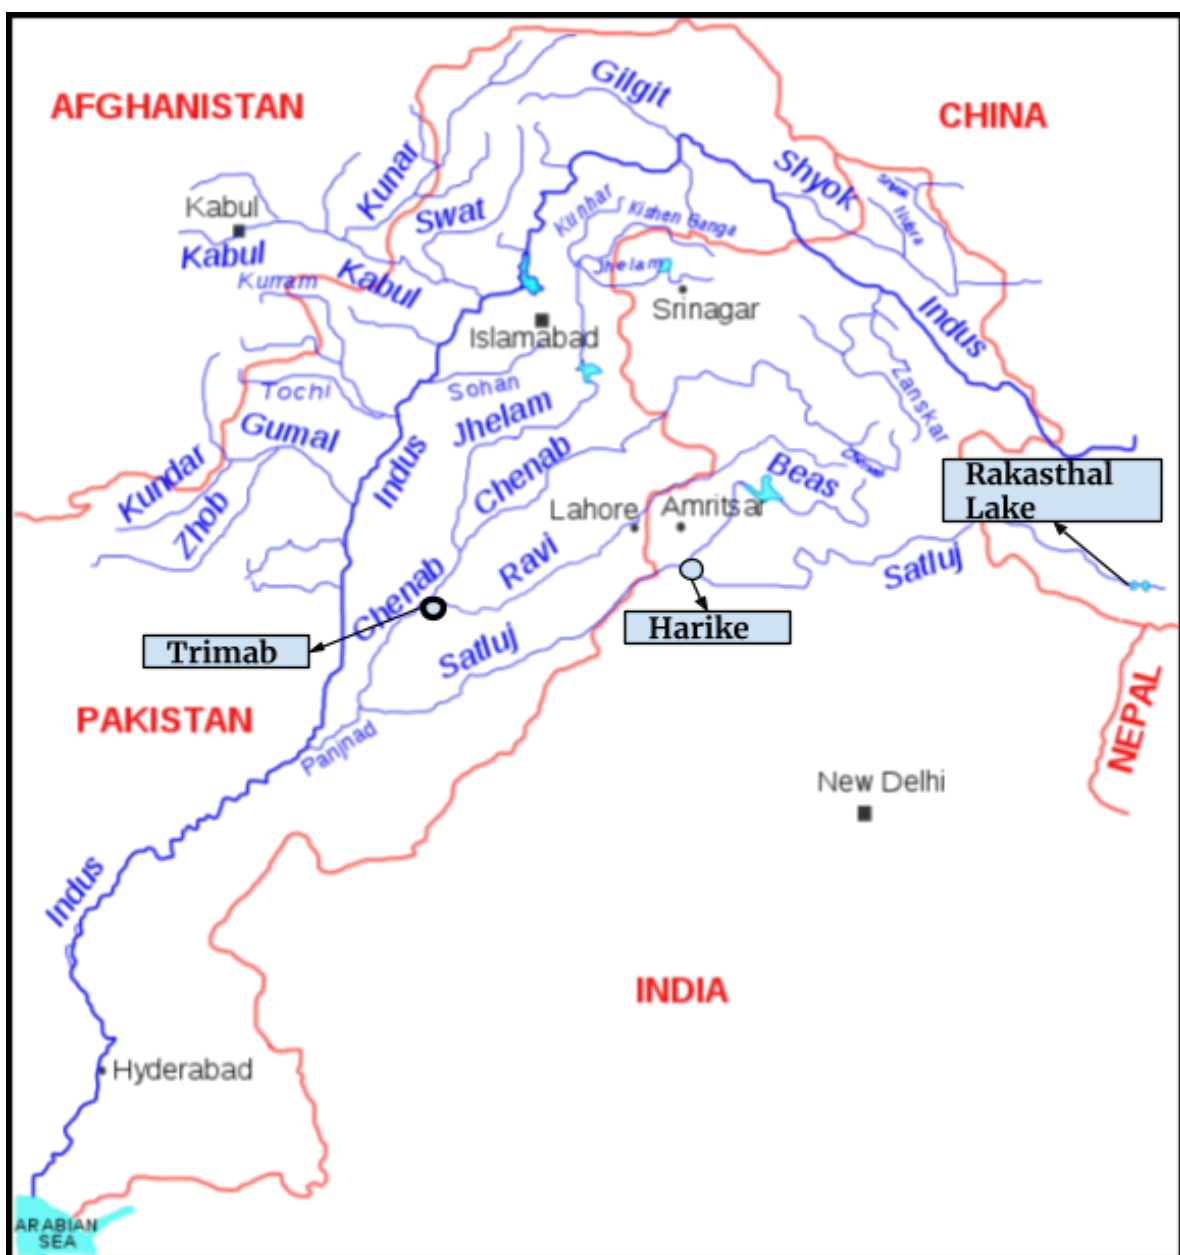 AFGHANISTAN
CHINA
Gilgit
Kunar
Shyok
Kabul
Swat
Kunhar
Kishen Ganga
Kabul
Kurram
Kabul
Jhelam
Srinagar
Indus
Islamabad
Sohan
Tochi
Zanskar
Jhelam
Gumal
Indus
Chenab
Kundar
Zhob
Beas
Rakasthal
Lake
Lahore
Amritsar
Ravi
Satluj
Chenab
Harike
Trimab
Satluj
PAKISTAN
Panjnad
NEPAL
New Delhi
Indus
INDIA
Hyderabad
ARABIAN
SEA